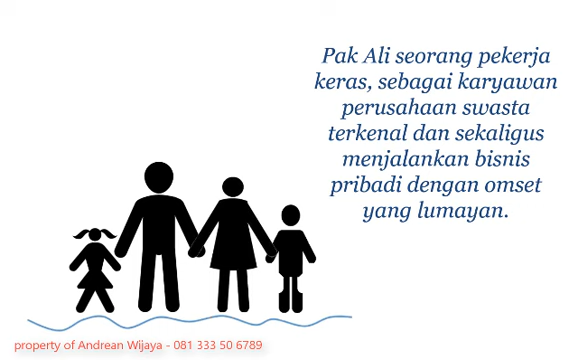 Pak Ali seorang pekerja
keras, sebagai karyawan
perusahaan swasta
terkenal dan sekaligus
menjalankan bisnis
pribadi dengan omset
yang lumayan.
property of Andrean Wijaya - 081 333 50 6789